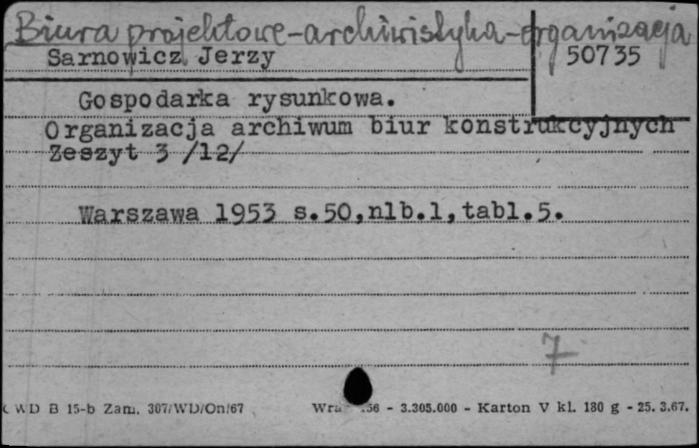 Biura projektowe-archiwistyka-organizacja
Sarnowicz Jerzy 50735
Gospodarka rysunkowa.
Organizacja archiwum biur konstrukcyjnych
Zeszyt 3 /12/
Warszawa 1953 s.50,nlb.1,tabl.5.
7
WD B 15-b Zam. 307/WD/On/67 56 - 3.305.000 - Karton V kl. 180 g - 25. 3.67.